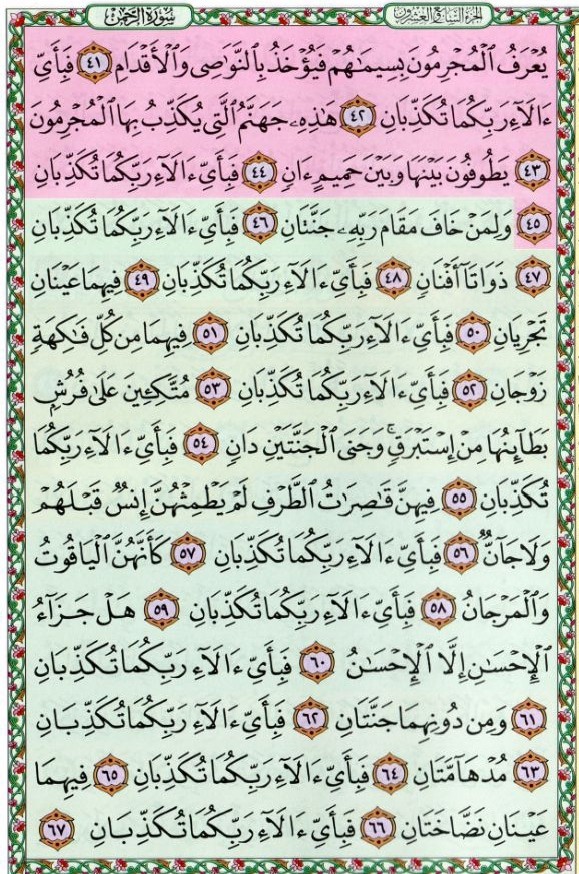 سُورَةُ الرَّحْمٰن
الجزء السابع والعشرون
يُعْرَفُ ٱلْمُجْرِمُونَ بِسِيمَـٰهُمْ فَيُؤْخَذُ بِٱلنَّوَٰصِى وَٱلْأَقْدَامِ ٤١ فَبِأَىِّ
ءَالَآءِ رَبِّكُمَا تُكَذِّبَانِ ٤٢ هَـٰذِهِۦ جَهَنَّمُ ٱلَّتِى يُكَذِّبُ بِهَا ٱلْمُجْرِمُونَ
٤٣ يَطُوفُونَ بَيْنَهَا وَبَيْنَ حَمِيمٍ ءَانٍ ٤٤ فَبِأَىِّ ءَالَآءِ رَبِّكُمَا تُكَذِّبَانِ
٤٥ وَلِمَنْ خَافَ مَقَامَ رَبِّهِۦ جَنَّتَانِ ٤٦ فَبِأَىِّ ءَالَآءِ رَبِّكُمَا تُكَذِّبَانِ
٤٧ ذَوَاتَآ أَفْنَانٍ ٤٨ فَبِأَىِّ ءَالَآءِ رَبِّكُمَا تُكَذِّبَانِ ٤٩ فِيهِمَا عَيْنَانِ
تَجْرِيَانِ ٥٠ فَبِأَىِّ ءَالَآءِ رَبِّكُمَا تُكَذِّبَانِ ٥١ فِيهِمَا مِن كُلِّ فَـٰكِهَةٍ
زَوْجَانِ ٥٢ فَبِأَىِّ ءَالَآءِ رَبِّكُمَا تُكَذِّبَانِ ٥٣ مُتَّكِـِٔينَ عَلَىٰ فُرُشٍۭ
بَطَآئِنُهَا مِنْ إِسْتَبْرَقٍ ۚ وَجَنَى ٱلْجَنَّتَيْنِ دَانٍ ٥٤ فَبِأَىِّ ءَالَآءِ رَبِّكُمَا
تُكَذِّبَانِ ٥٥ فِيهِنَّ قَـٰصِرَٰتُ ٱلطَّرْفِ لَمْ يَطْمِثْهُنَّ إِنسٌ قَبْلَهُمْ
وَلَا جَآنٌّ ٥٦ فَبِأَىِّ ءَالَآءِ رَبِّكُمَا تُكَذِّبَانِ ٥٧ كَأَنَّهُنَّ ٱلْيَاقُوتُ
وَٱلْمَرْجَانُ ٥٨ فَبِأَىِّ ءَالَآءِ رَبِّكُمَا تُكَذِّبَانِ ٥٩ هَلْ جَزَآءُ
ٱلْإِحْسَـٰنِ إِلَّا ٱلْإِحْسَـٰنُ ٦٠ فَبِأَىِّ ءَالَآءِ رَبِّكُمَا تُكَذِّبَانِ
٦١ وَمِن دُونِهِمَا جَنَّتَانِ ٦٢ فَبِأَىِّ ءَالَآءِ رَبِّكُمَا تُكَذِّبَانِ
٦٣ مُدْهَآمَّتَانِ ٦٤ فَبِأَىِّ ءَالَآءِ رَبِّكُمَا تُكَذِّبَانِ ٦٥ فِيهِمَا
عَيْنَانِ نَضَّاخَتَانِ ٦٦ فَبِأَىِّ ءَالَآءِ رَبِّكُمَا تُكَذِّبَانِ ٦٧